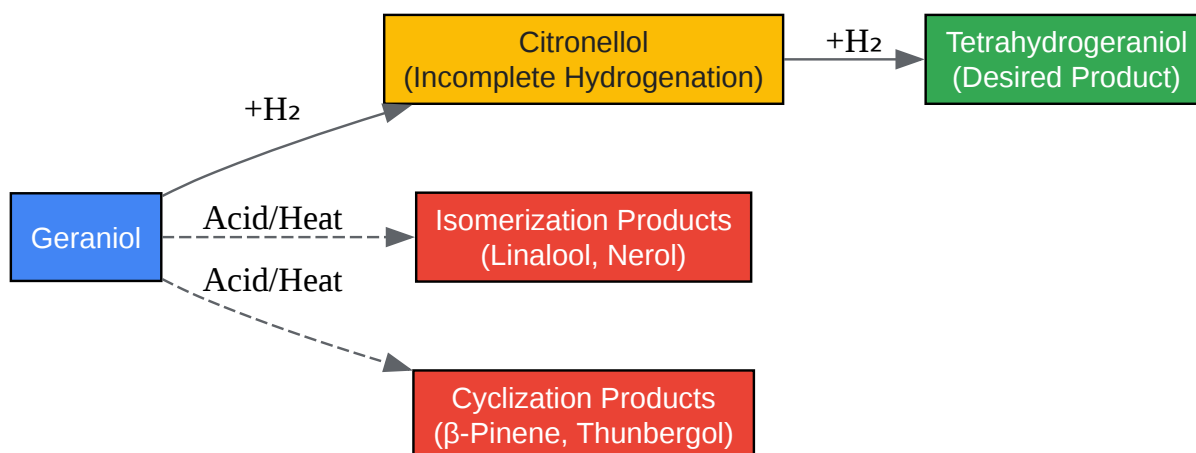 Citronellol
(Incomplete Hydrogenation)
+H₂
Tetrahydrogeraniol
(Desired Product)
+H₂
Geraniol
Acid/Heat
Isomerization Products
(Linalool, Nerol)
Acid/Heat
Cyclization Products
(β-Pinene, Thunbergol)